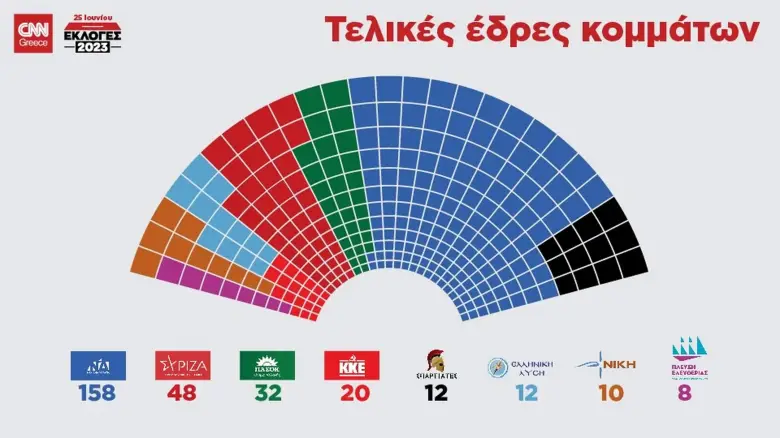 CNN
Greece
25 Ιουνίου
ΕΚΛΟΓΕΣ
2023
Τελικές έδρες κομμάτων
ΝΔ
ΣΥΡΙΖΑ
ΠΑΣΟΚ
ΚΚΕ
ΣΠΑΡΤΙΑΤΕΣ
ΕΛΛΗΝΙΚΗ
ΛΥΣΗ
ΝΙΚΗ
ΠΛΕΥΣΗ
ΕΛΕΥΘΕΡΙΑΣ
158
48
32
20
12
12
10
8